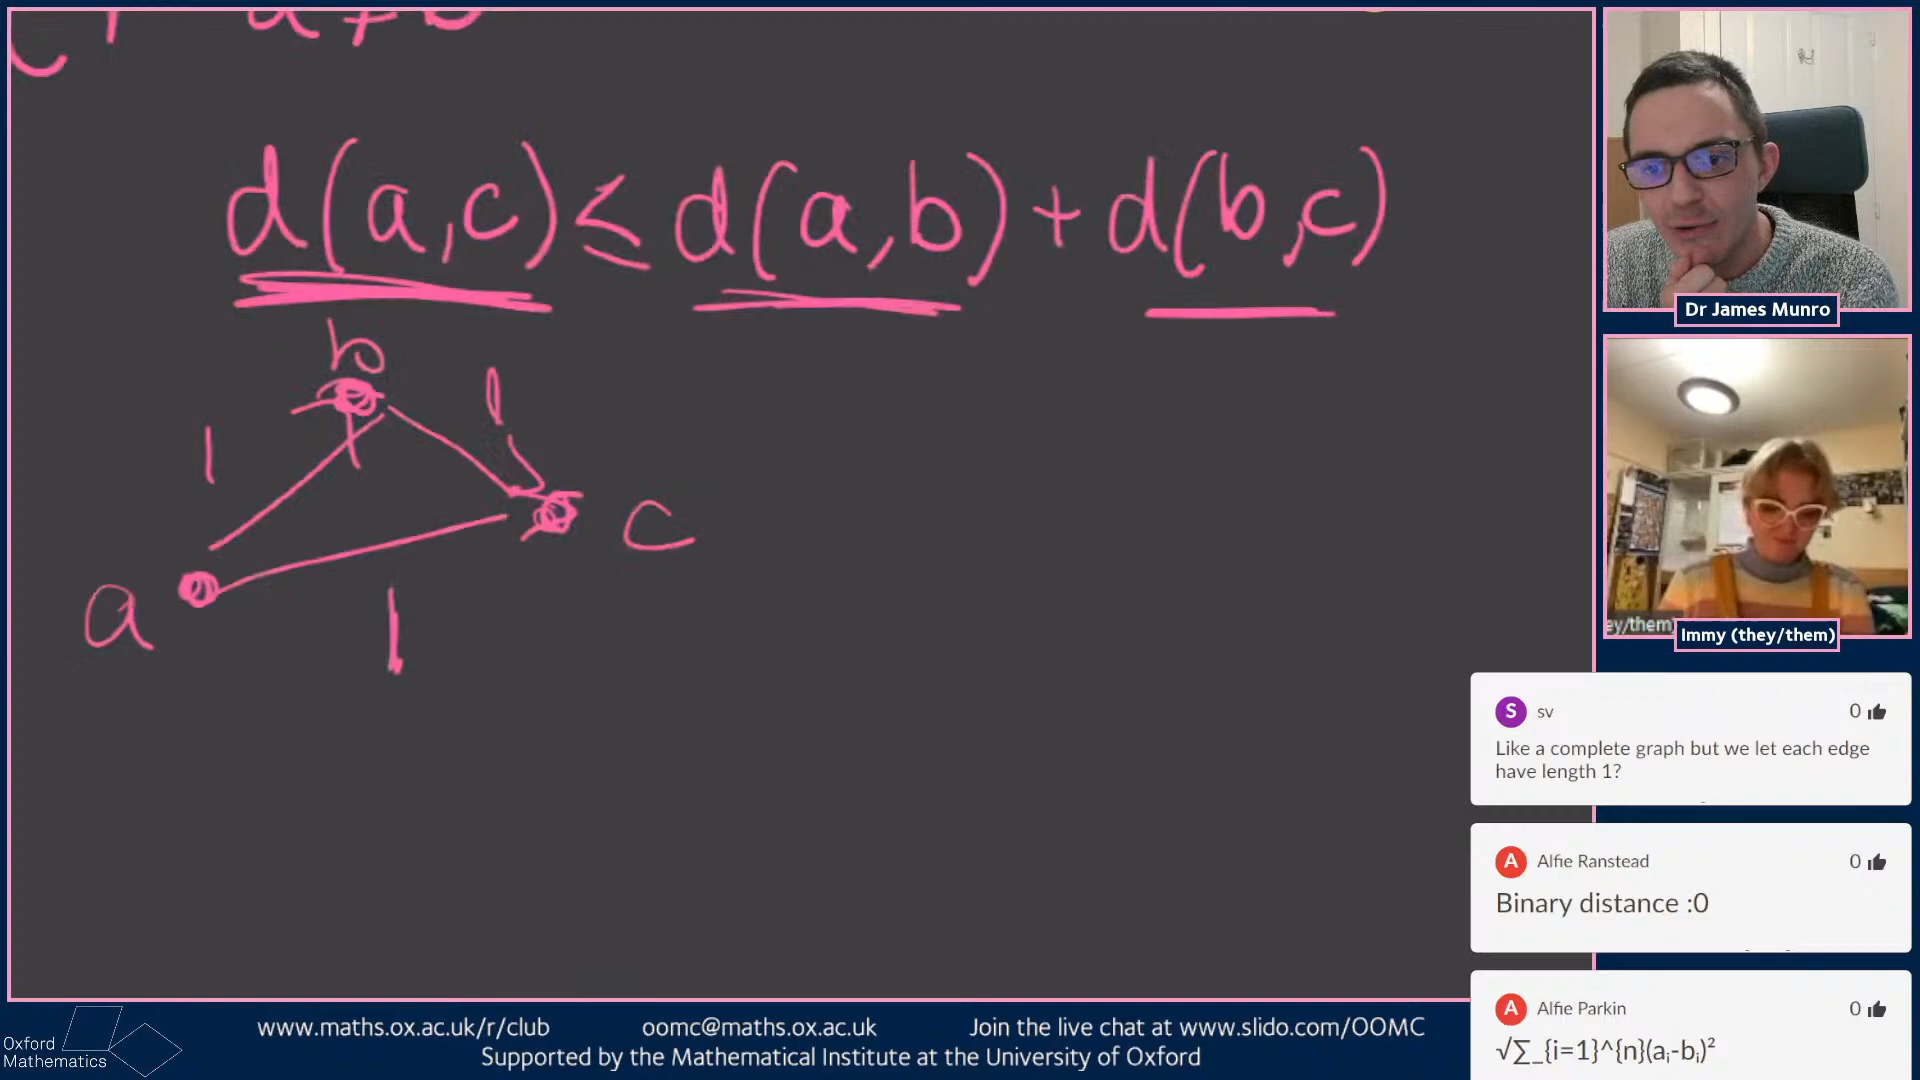 a≠b
d(a,c) ≤ d(a,b) + d(b,c)
b
1
1
c
a
1
Dr James Munro
ey/them)
Immy (they/them)
S sv 0
Like a complete graph but we let each edge
have length 1?
A Alfie Ranstead 0
Binary distance :0
A Alfie Parkin 0
√∑_{i=1}^{n}(aᵢ-bᵢ)²
Oxford
Mathematics
www.maths.ox.ac.uk/r/club oomc@maths.ox.ac.uk Join the live chat at www.slido.com/OOMC
Supported by the Mathematical Institute at the University of Oxford